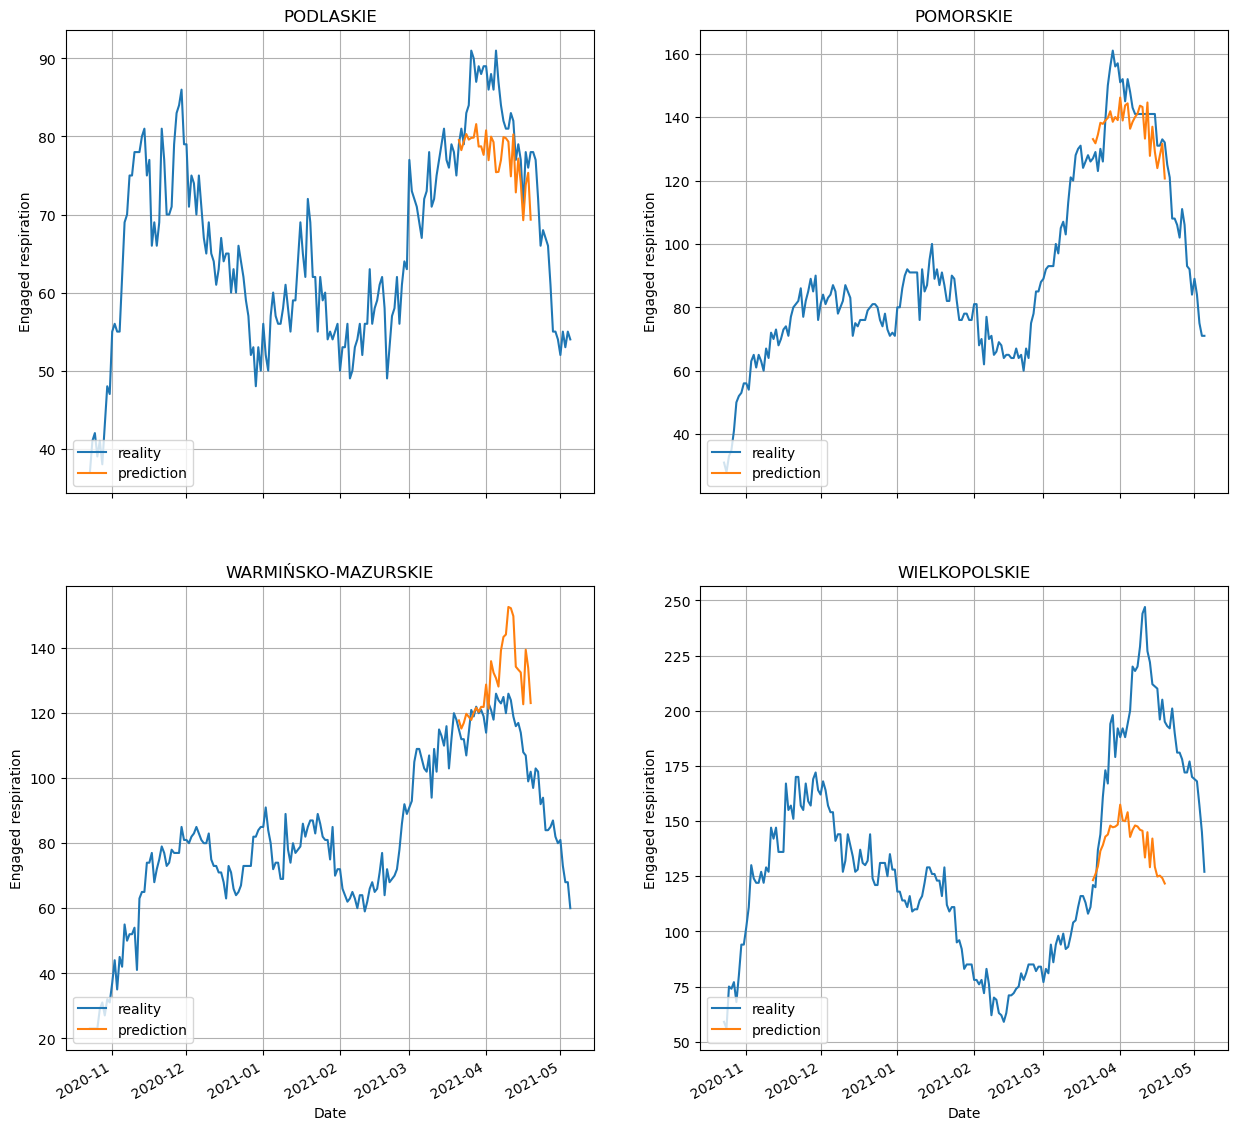 PODLASKIE
Engaged respiration
90
80
70
60
50
40
reality
prediction
POMORSKIE
Engaged respiration
160
140
120
100
80
60
40
reality
prediction
WARMIŃSKO-MAZURSKIE
Engaged respiration
140
120
100
80
60
40
20
reality
prediction
2020-11
2020-12
2021-01
2021-02
2021-03
2021-04
2021-05
Date
WIELKOPOLSKIE
Engaged respiration
250
225
200
175
150
125
100
75
50
reality
prediction
2020-11
2020-12
2021-01
2021-02
2021-03
2021-04
2021-05
Date